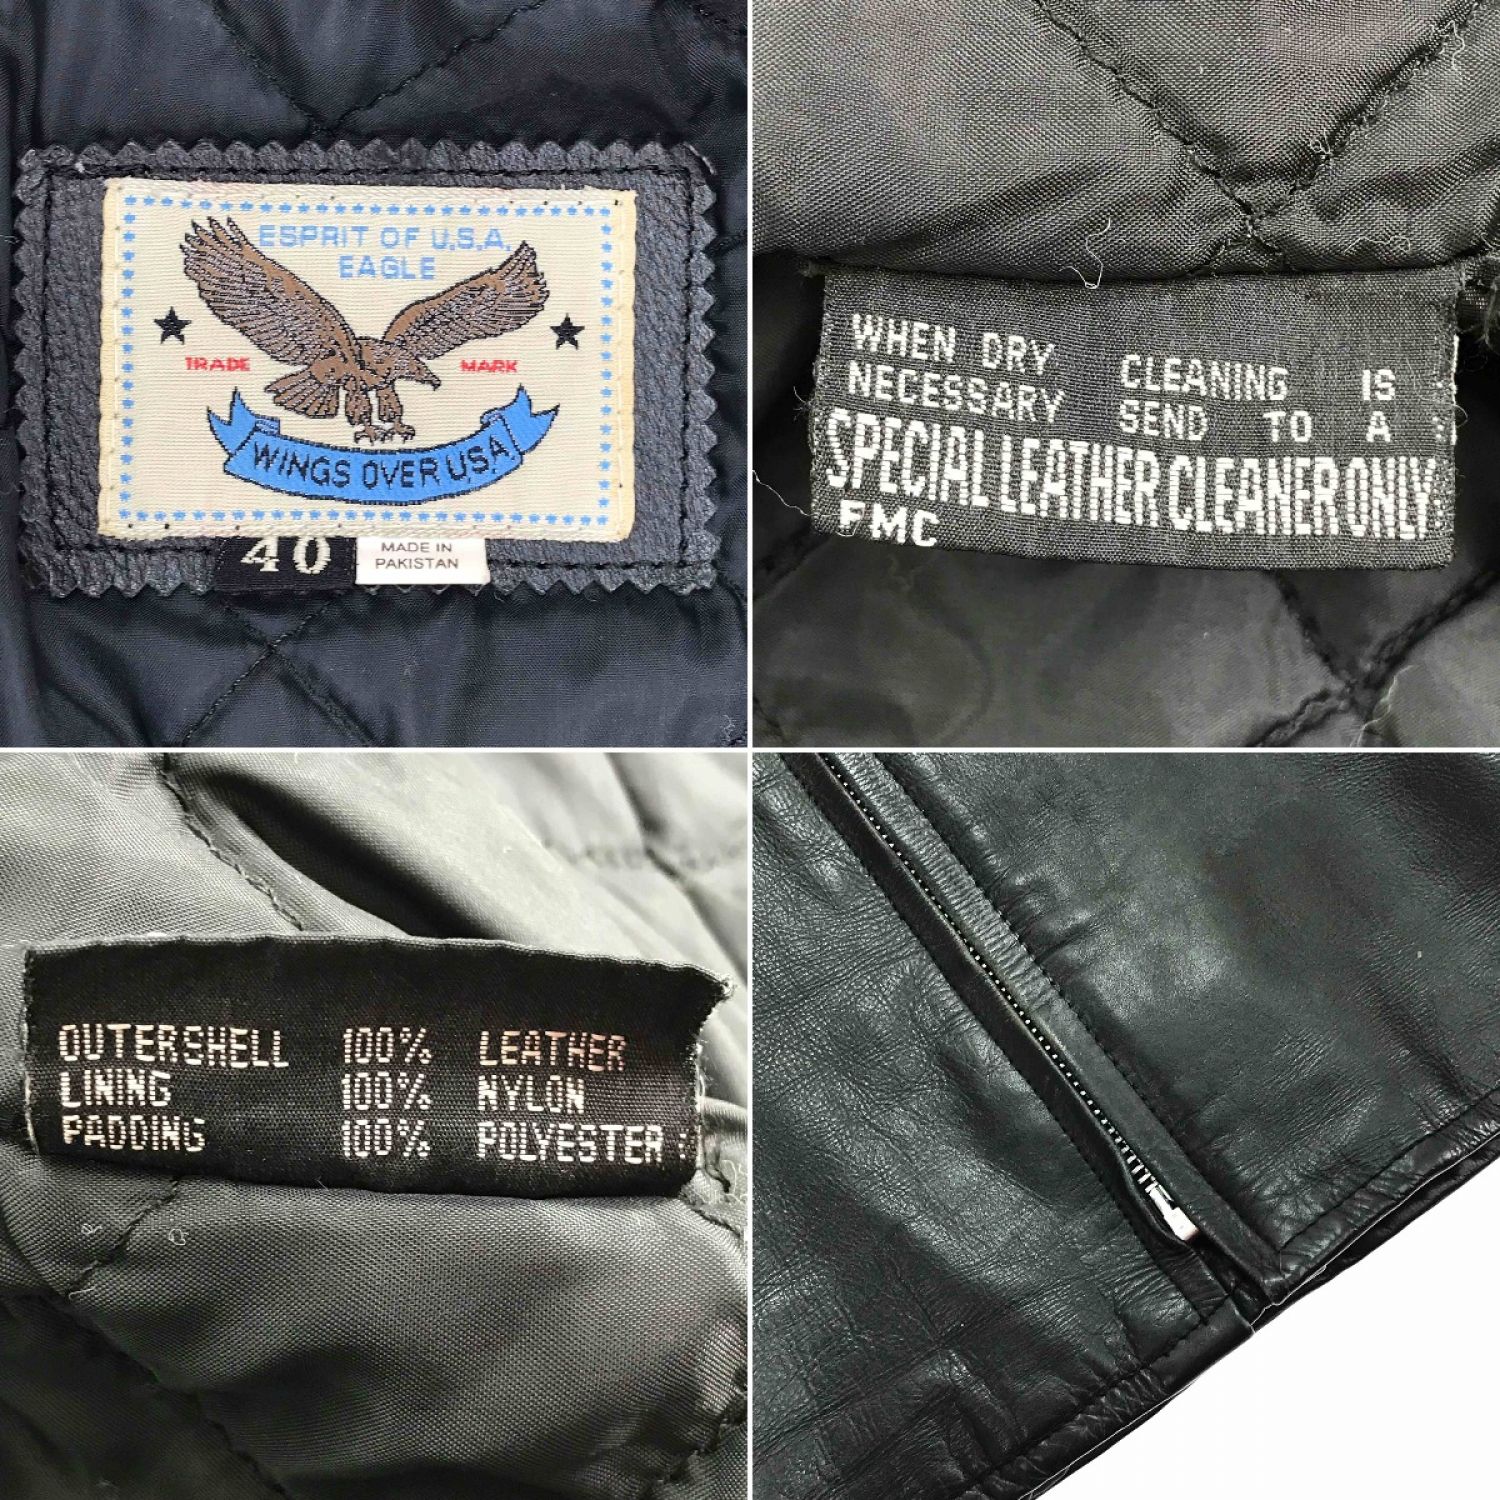 ESPRIT OF U.S.A.
EAGLE
TRADE MARK
WINGS OVER U.S.A
40
MADE IN
PAKISTAN
WHEN DRY CLEANING IS
NECESSARY SEND TO A
SPECIAL LEATHER CLEANER ONLY
FMC
OUTERSHELL 100% LEATHER
LINING 100% NYLON
PADDING 100% POLYESTER